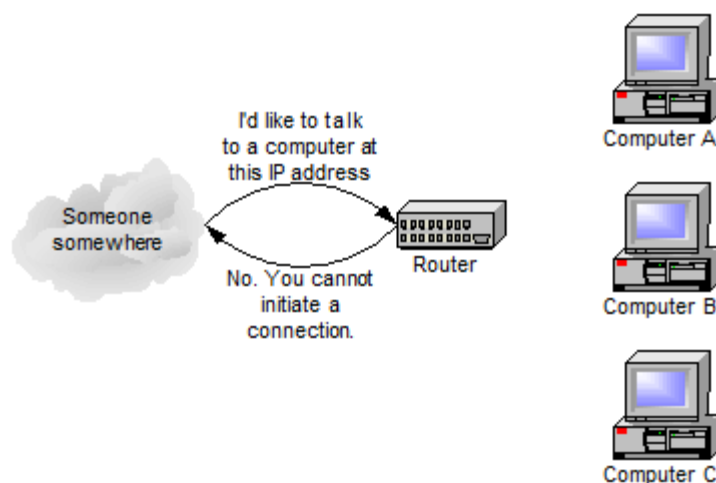 I'd like to talk
to a computer at
this IP address
Someone
somewhere
No. You cannot
initiate a
connection.
Router
Computer A
Computer B
Computer C